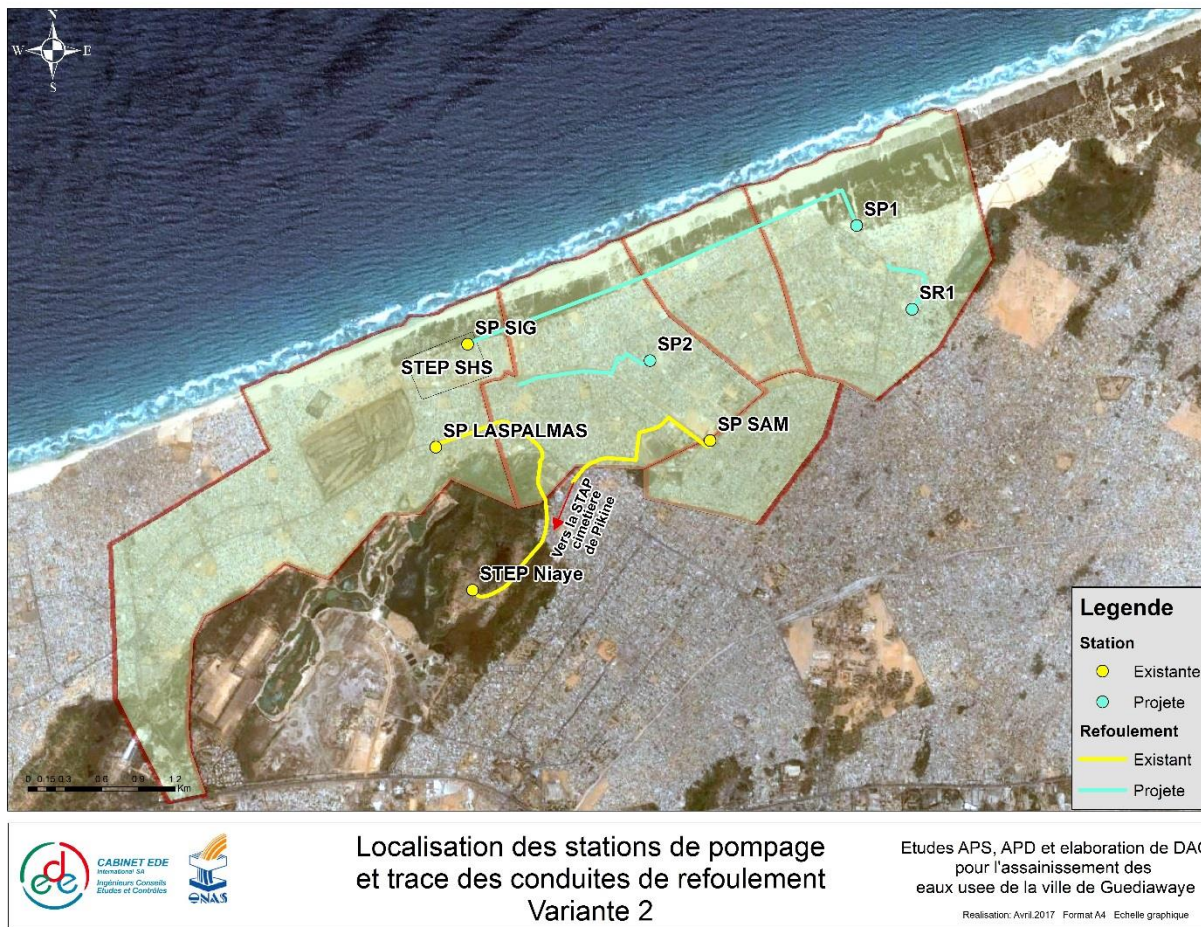 N
W E
S
SP1
SR1
SP SIG
SP2
STEP SHS
SP LASPALMAS
SP SAM
Vers la STAP
cimetiere
de Pikine
STEP Niaye
Legende
Station
Existante
Projete
Refoulement
Existant
Projete
0 0.15 0.3 0.6 0.9 1.2
Km
ede
CABINET EDE
International SA
Ingénieurs Conseils
Etudes et Contrôles
ONAS
Localisation des stations de pompage
et trace des conduites de refoulement
Variante 2
Etudes APS, APD et elaboration de DAO
pour l'assainissement des
eaux usee de la ville de Guediawaye
Realisation: Avril.2017 Format A4 Echelle graphique